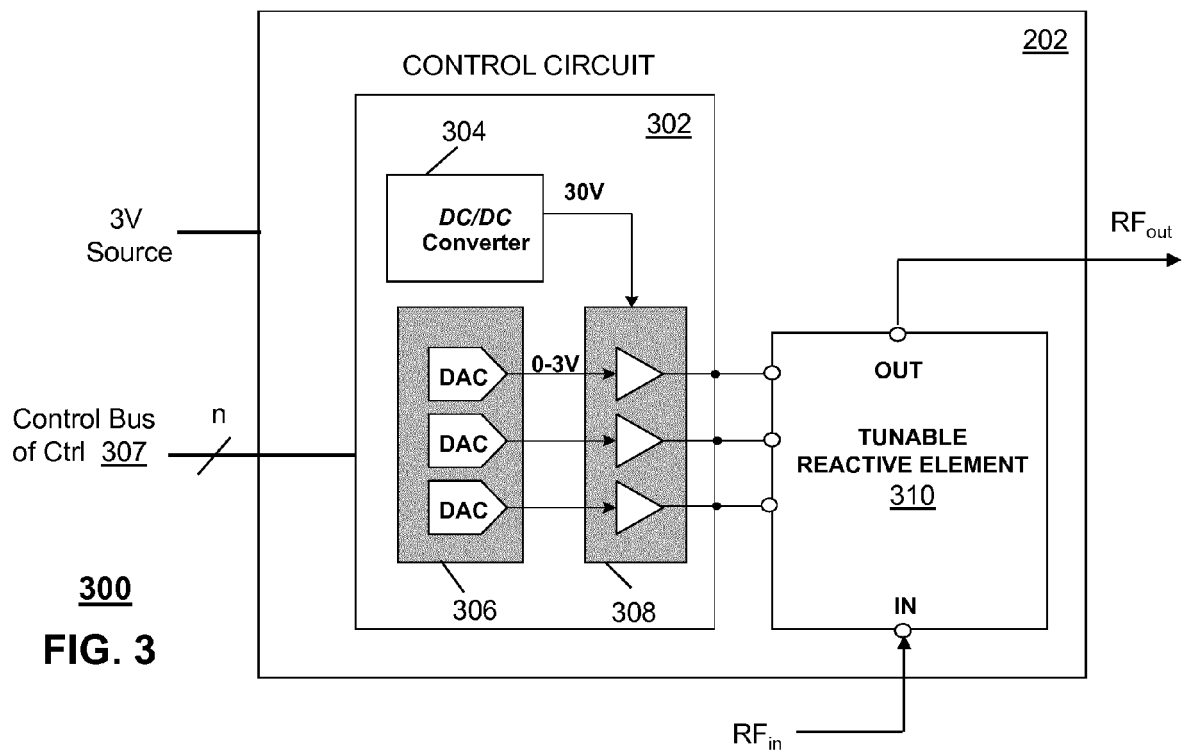 202
CONTROL CIRCUIT
302
304
30V
DC/DC
Converter
3V
Source
RFout
0-3V
DAC
DAC
DAC
OUT
TUNABLE
REACTIVE ELEMENT
310
IN
n
Control Bus
of Ctrl 307
306
308
300
FIG. 3
RFin